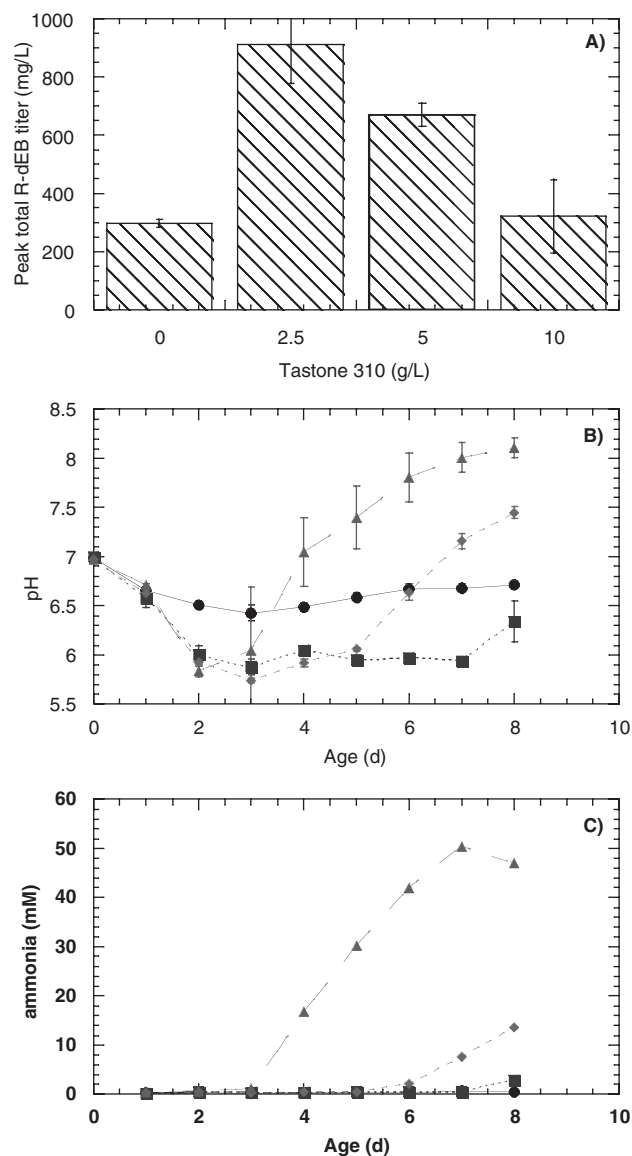 A)
Peak total R-dEB titer (mg/L)
1000
800
600
400
200
0
0 2.5 5 10
Tastone 310 (g/L)
B)
pH
8.5
8
7.5
7
6.5
6
5.5
0 2 4 6 8 10
Age (d)
C)
ammonia (mM)
60
50
40
30
20
10
0
0 2 4 6 8 10
Age (d)